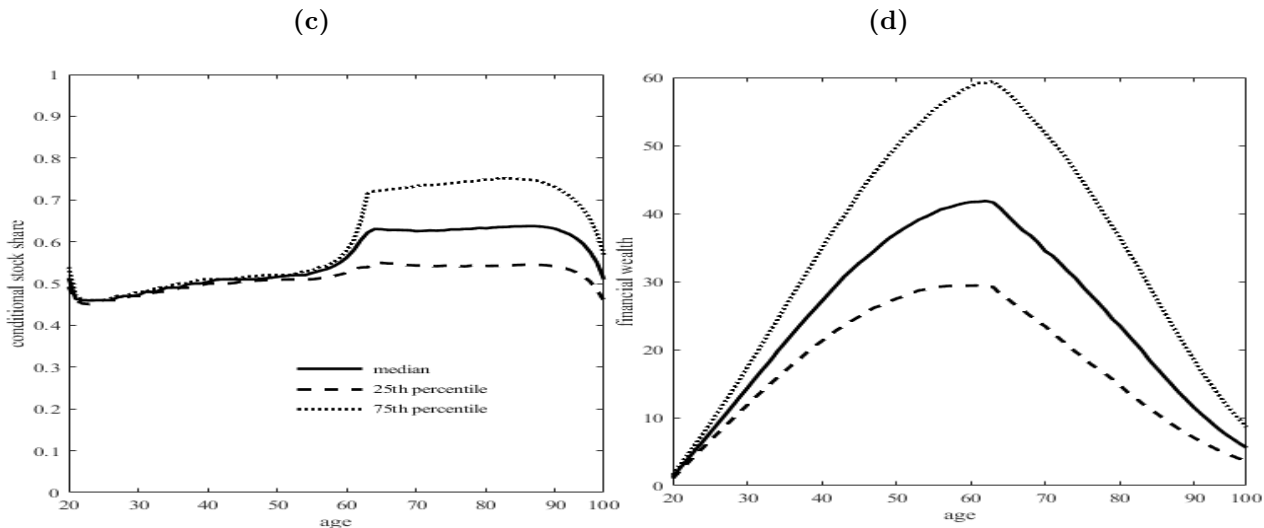 (c)
1
0.9
0.8
0.7
0.6
0.5
0.4
0.3
0.2
0.1
0
conditional stock share
median
25th percentile
75th percentile
20 30 40 50 60 70 80 90 100
age
(d)
60
50
40
30
20
10
0
financial wealth
20 30 40 50 60 70 80 90 100
age